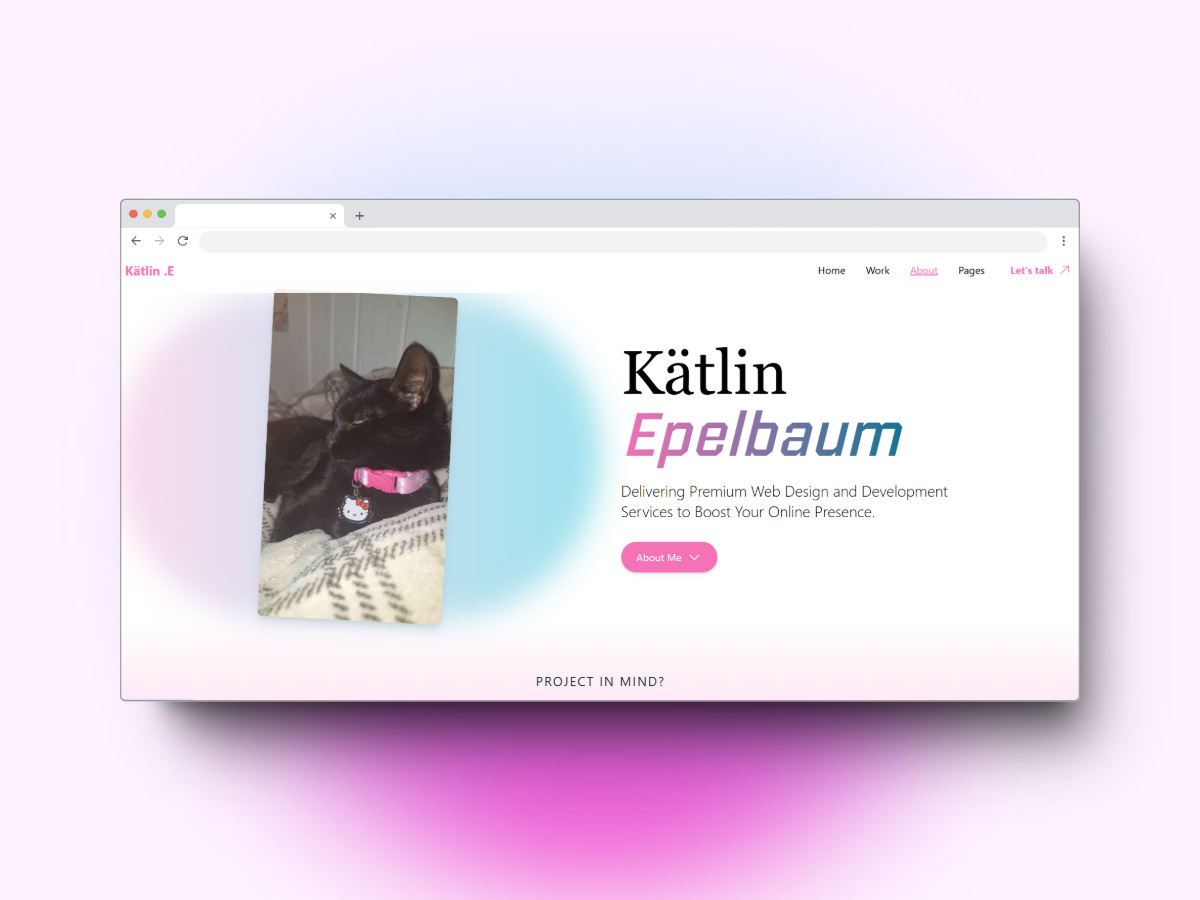 Kätlin .E
Home Work About Pages Let's talk
Kätlin
Epelbaum
Delivering Premium Web Design and Development
Services to Boost Your Online Presence.
About Me
PROJECT IN MIND?